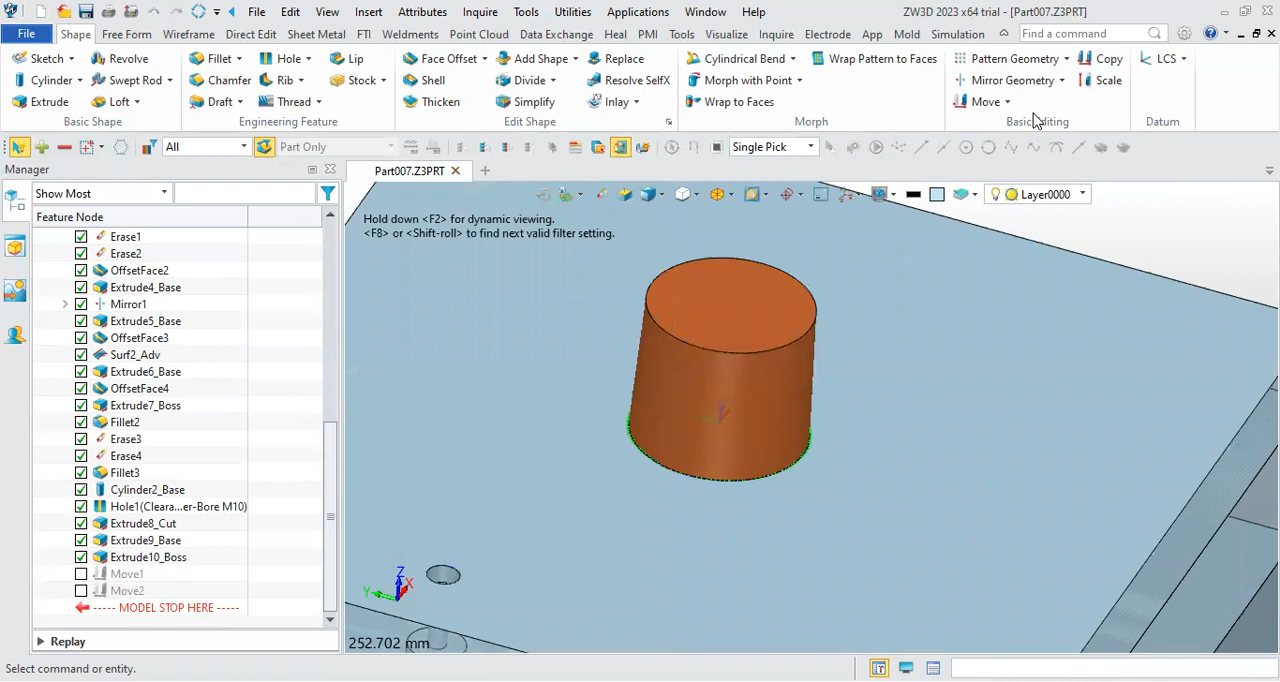 File Edit View Insert Attributes Inquire Tools Utilities Applications Window Help ZW3D 2023 x64 trial - [Part007.Z3PRT]
File Shape Free Form Wireframe Direct Edit Sheet Metal FTI Weldments Point Cloud Data Exchange Heal PMI Tools Visualize Inquire Electrode App Mold Simulation Find a command
Sketch Revolve Fillet Hole Lip Face Offset Add Shape Replace Cylindrical Bend Wrap Pattern to Faces Pattern Geometry Copy LCS
Cylinder Swept Rod Chamfer Rib Stock Shell Divide Resolve SelfX Morph with Point Mirror Geometry Scale
Extrude Loft Draft Thread Thicken Simplify Inlay Wrap to Faces Move
Basic Shape Engineering Feature Edit Shape Morph Basic Editing Datum
All Part Only Single Pick
Manager Part007.Z3PRT
Show Most Layer0000
Feature Node
Hold down <F2> for dynamic viewing.
<F8> or <Shift-roll> to find next valid filter setting.
Erase1
Erase2
OffsetFace2
Extrude4_Base
Mirror1
Extrude5_Base
OffsetFace3
Surf2_Adv
Extrude6_Base
OffsetFace4
Extrude7_Boss
Fillet2
Erase3
Erase4
Fillet3
Cylinder2_Base
Hole1(Cleara...er-Bore M10)
Extrude8_Cut
Extrude9_Base
Extrude10_Boss
Move1
Move2
----- MODEL STOP HERE -----
Z
X
Y
Replay
252.702 mm
Select command or entity.